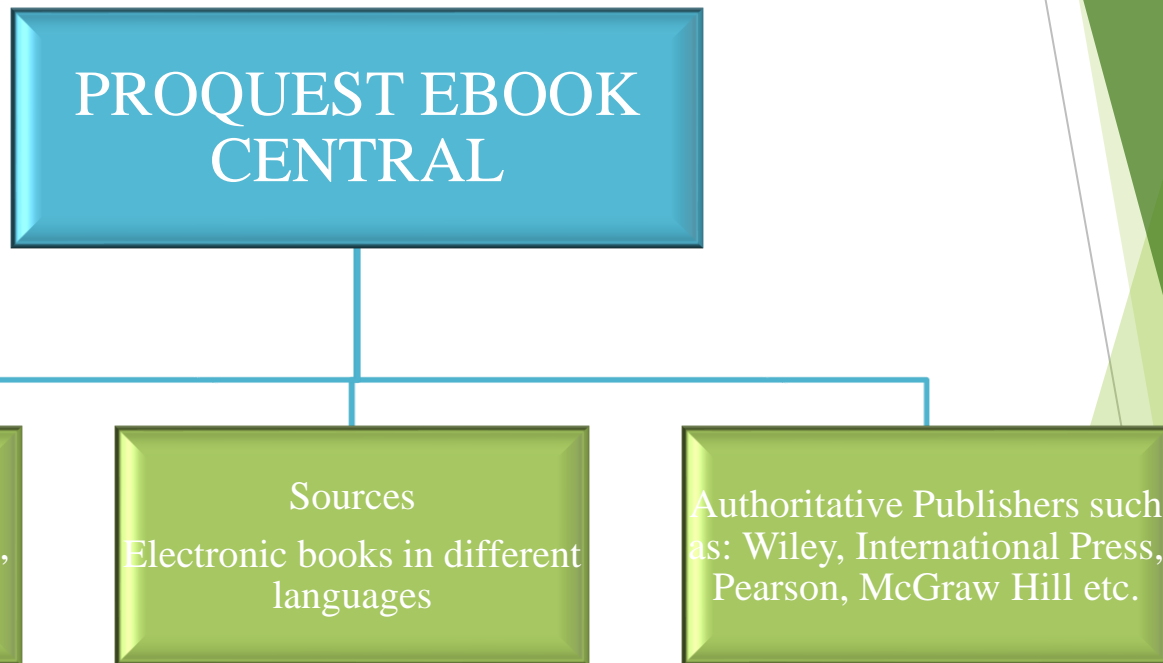 PROQUEST EBOOK
CENTRAL
,
Sources
Electronic books in different
languages
Authoritative Publishers such
as: Wiley, International Press,
Pearson, McGraw Hill etc.